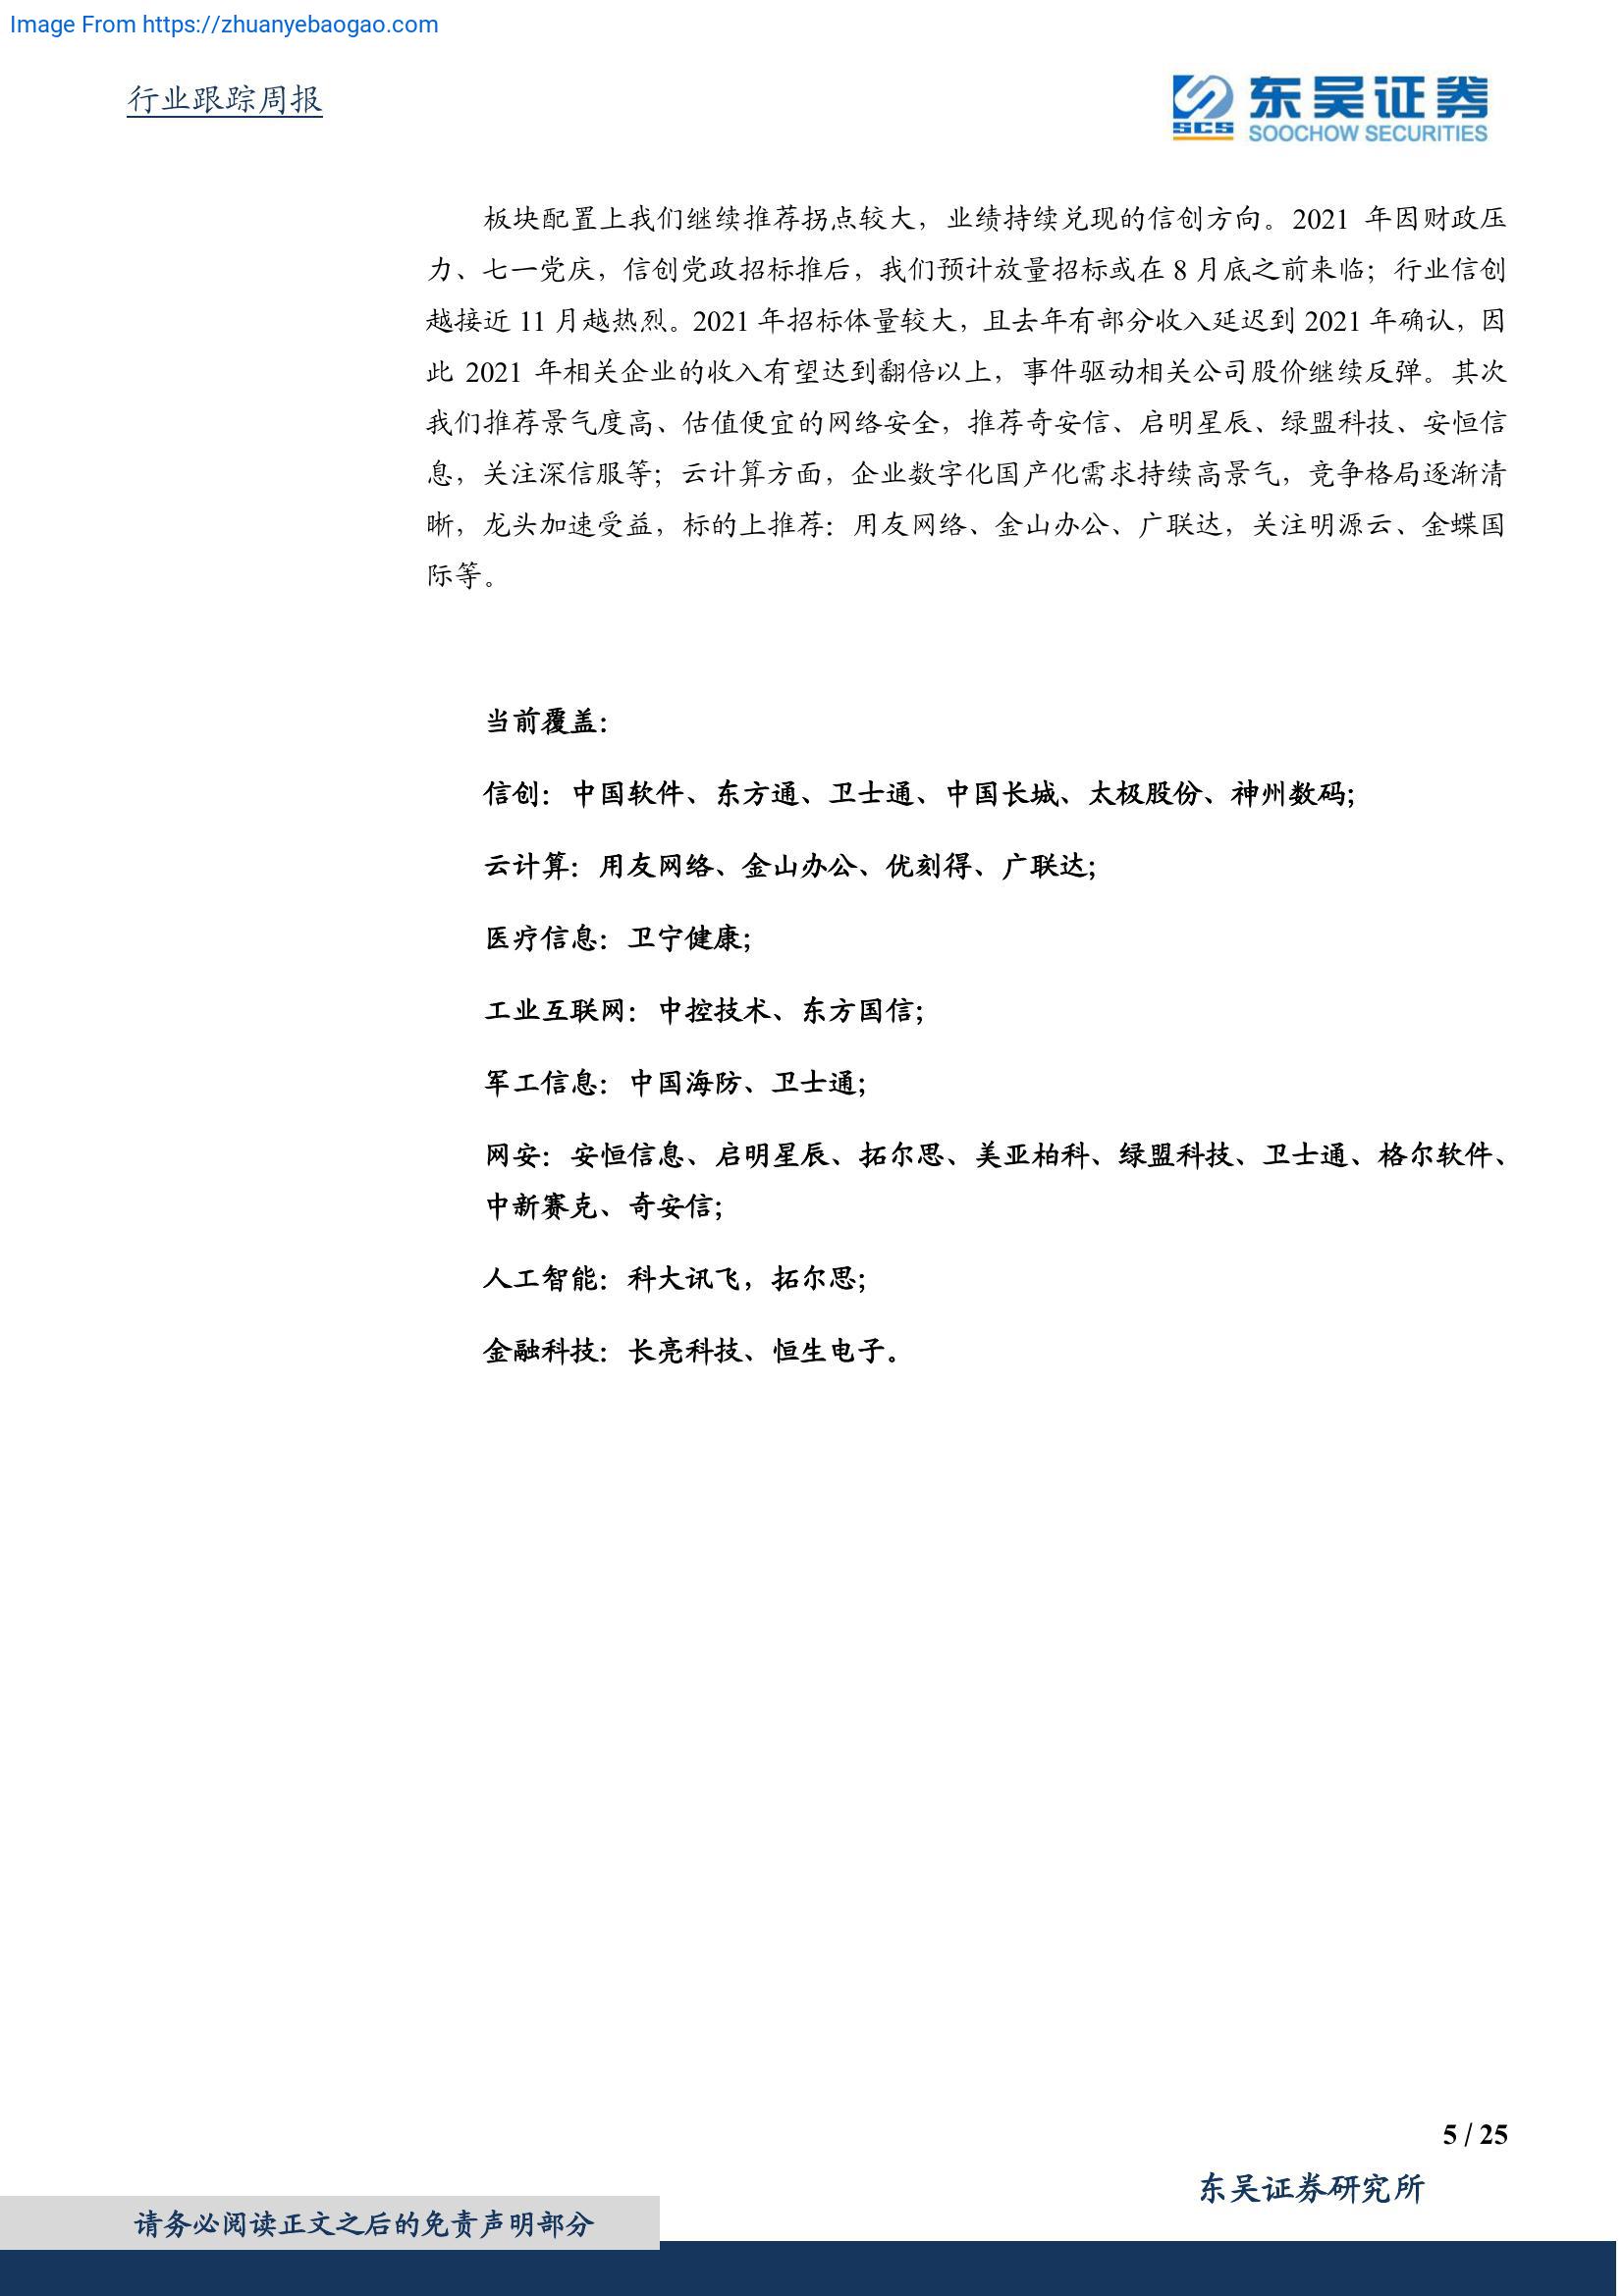 Image From https://zhuanyebaogao.com
行业跟踪周报
东吴证券
SCS
SOOCHOW SECURITIES
板块配置上我们继续推荐拐点较大，业绩持续兑现的信创方向。2021 年因财政压
力、七一党庆，信创党政招标推后，我们预计放量招标或在 8 月底之前来临；行业信创
越接近 11 月越热烈。2021 年招标体量较大，且去年有部分收入延迟到 2021 年确认，因
此 2021 年相关企业的收入有望达到翻倍以上，事件驱动相关公司股价继续反弹。其次
我们推荐景气度高、估值便宜的网络安全，推荐奇安信、启明星辰、绿盟科技、安恒信
息，关注深信服等；云计算方面，企业数字化国产化需求持续高景气，竞争格局逐渐清
晰，龙头加速受益，标的上推荐：用友网络、金山办公、广联达，关注明源云、金蝶国
际等。
当前覆盖：
信创：中国软件、东方通、卫士通、中国长城、太极股份、神州数码；
云计算：用友网络、金山办公、优刻得、广联达；
医疗信息：卫宁健康；
工业互联网：中控技术、东方国信；
军工信息：中国海防、卫士通；
网安：安恒信息、启明星辰、拓尔思、美亚柏科、绿盟科技、卫士通、格尔软件、
中新赛克、奇安信；
人工智能：科大讯飞，拓尔思；
金融科技：长亮科技、恒生电子。
5 / 25
东吴证券研究所
请务必阅读正文之后的免责声明部分